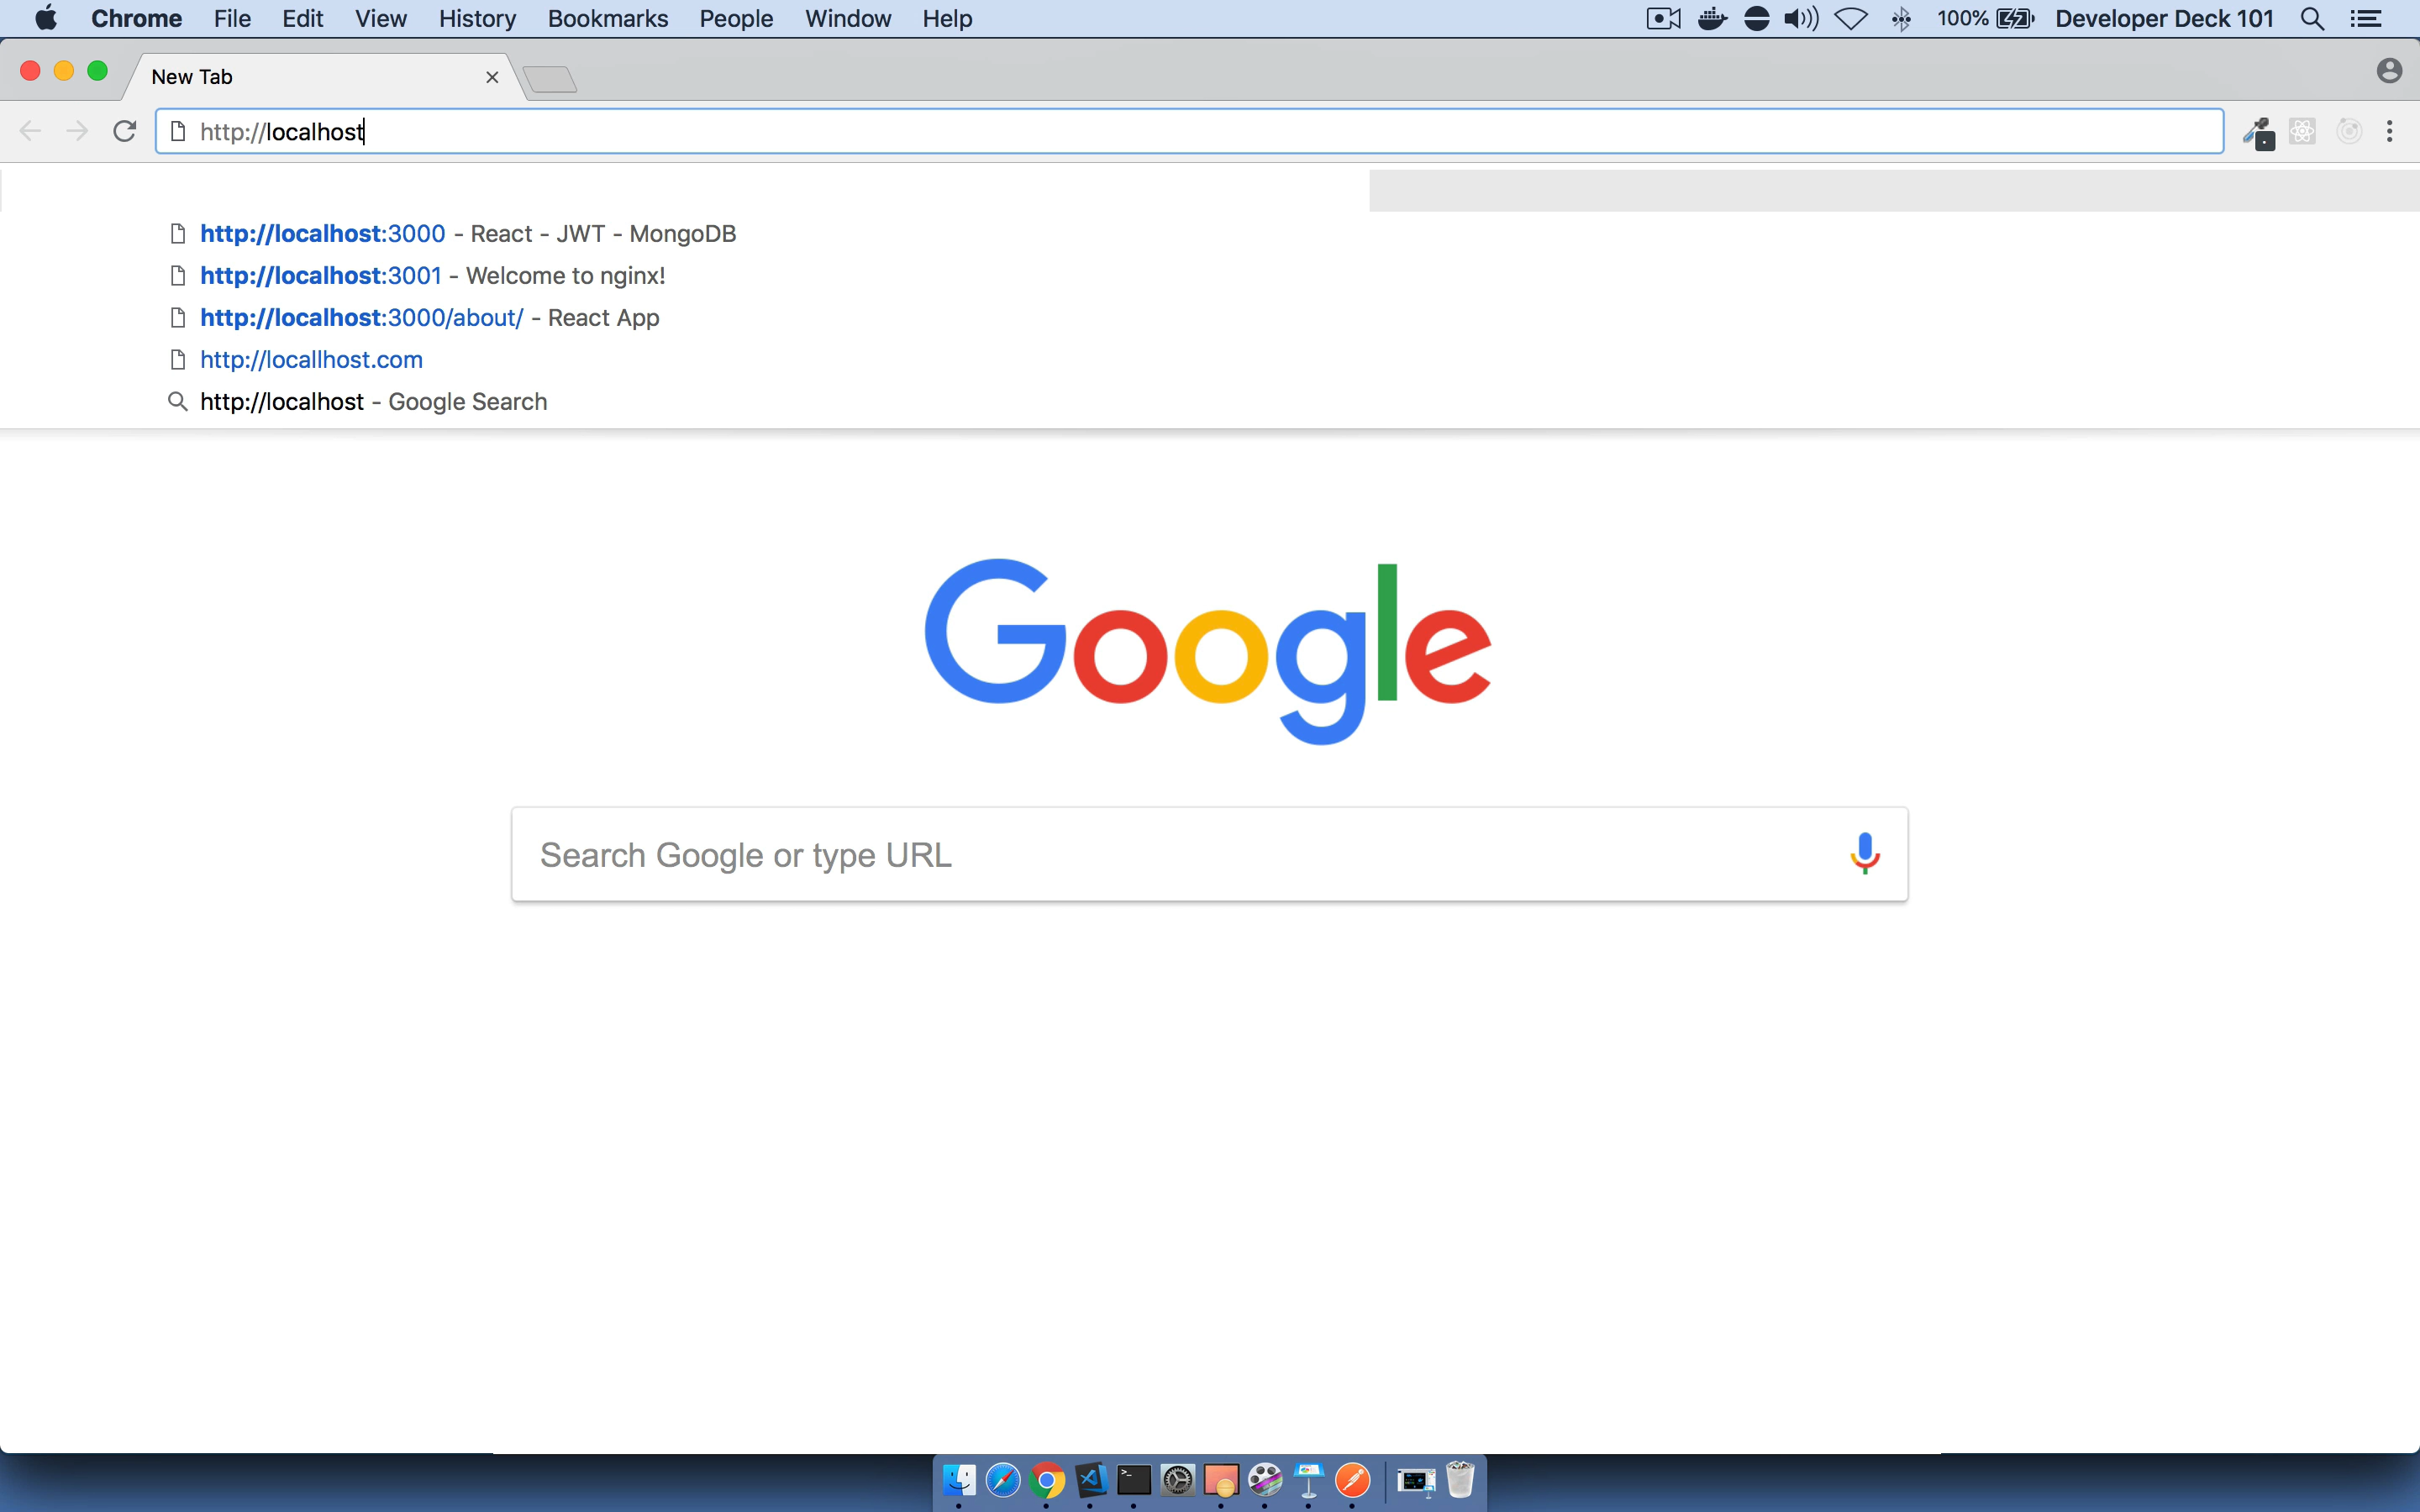 Chrome File Edit View History Bookmarks People Window Help 100% Developer Deck 101
New Tab
http://localhost
http://localhost:3000 - React - JWT - MongoDB
http://localhost:3001 - Welcome to nginx!
http://localhost:3000/about/ - React App
http://locallhost.com
http://localhost - Google Search
Google
Search Google or type URL